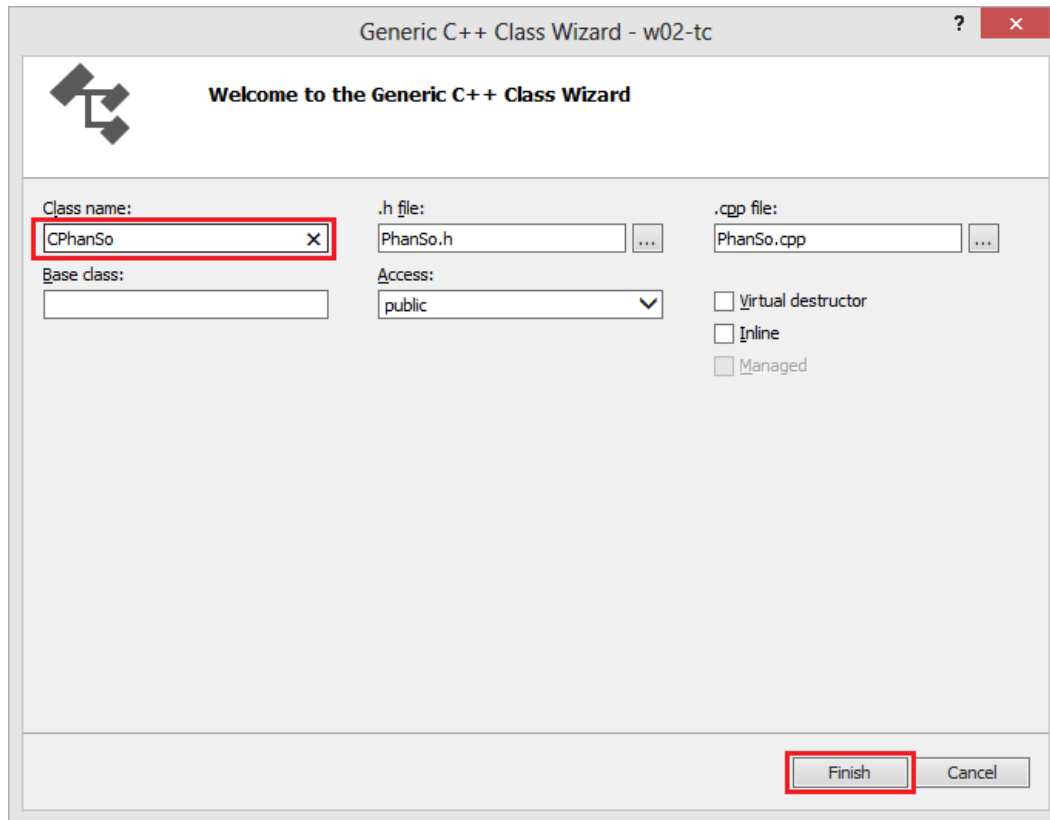 Generic C++ Class Wizard - w02-tc
?
Welcome to the Generic C++ Class Wizard
Class name: .h file: .cpp file:
CPhanSo PhanSo.h ... PhanSo.cpp ...
Base class: Access:
public
Virtual destructor
Inline
Managed
Finish Cancel